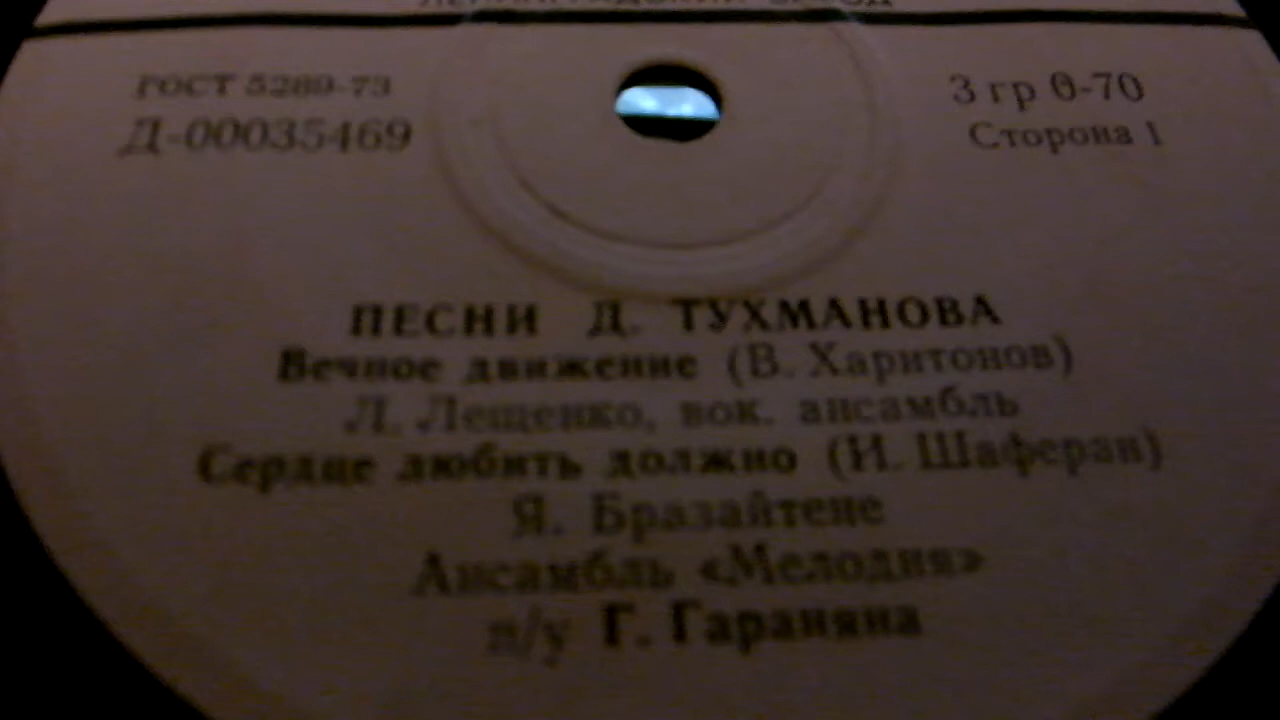 ГОСТ 5289-73
Д-00035469
3 гр 0-70
Сторона 1
ПЕСНИ Д. ТУХМАНОВА
Вечное движение (В. Харитонов)
Л. Лещенко, вок. ансамбль
Сердце любить должно (И. Шаферан)
Я. Бразайтене
Ансамбль «Мелодия»
п/у Г. Гараняна